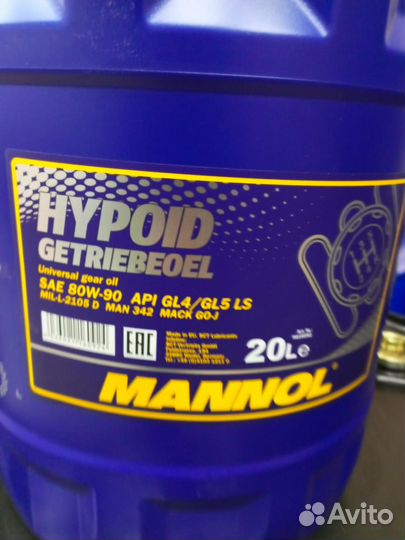 HYPOID
GETRIEBEOEL
Universal gear oil
SAE 80W-90 API GL4/GL5 LS
MIL-L-2105 D MAN 342 MACK GO-J
EAC
20L e
MANNOL
Avito